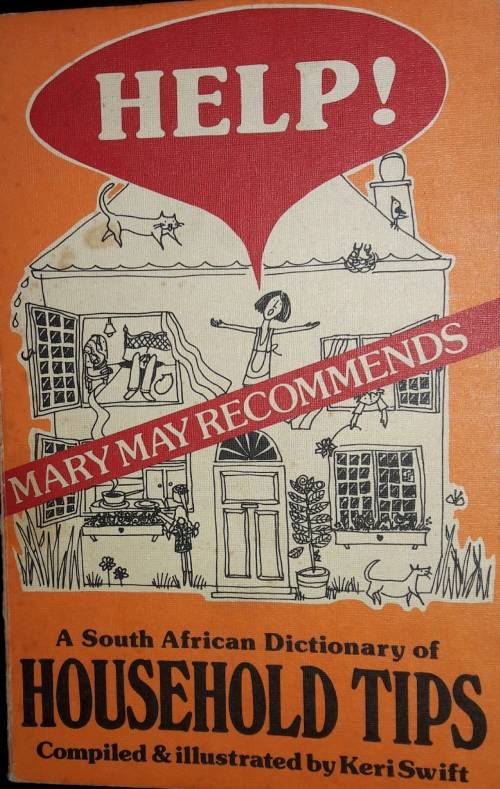 HELP!
MARY MAY RECOMMENDS
A South African Dictionary of
HOUSEHOLD TIPS
Compiled & illustrated by Keri Swift